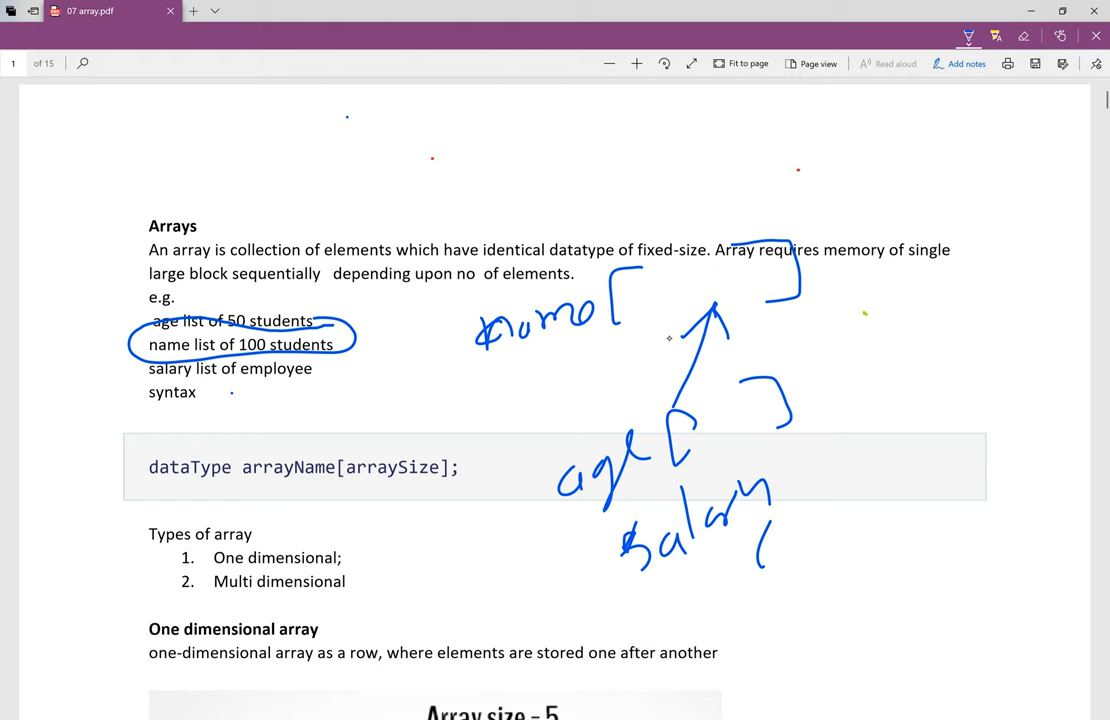 07 array.pdf
1 of 15
Fit to page
Page view
Read aloud
Add notes
Arrays
An array is collection of elements which have identical datatype of fixed-size. Array requires memory of single
large block sequentially depending upon no of elements.
e.g.
age list of 50 students
name list of 100 students
salary list of employee
syntax
name [ ]
age [ ]
salary (
dataType arrayName[arraySize];
Types of array
1. One dimensional;
2. Multi dimensional
One dimensional array
one-dimensional array as a row, where elements are stored one after another
Array size – 5